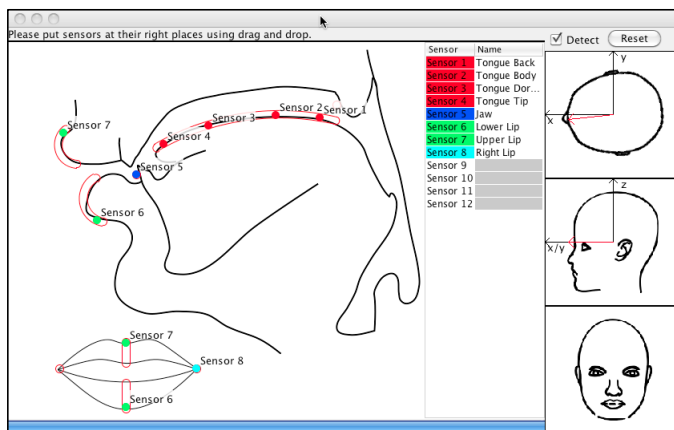 Please put sensors at their right places using drag and drop.
Detect
Reset
Sensor Name
Sensor 1 Tongue Back
Sensor 2 Tongue Body
Sensor 3 Tongue Dor...
Sensor 4 Tongue Tip
Sensor 5 Jaw
Sensor 6 Lower Lip
Sensor 7 Upper Lip
Sensor 8 Right Lip
Sensor 9
Sensor 10
Sensor 11
Sensor 12
Sensor 7
Sensor 4
Sensor 3
Sensor 2
Sensor 1
Sensor 5
Sensor 6
Sensor 7
Sensor 8
Sensor 6
y
x
z
x/y